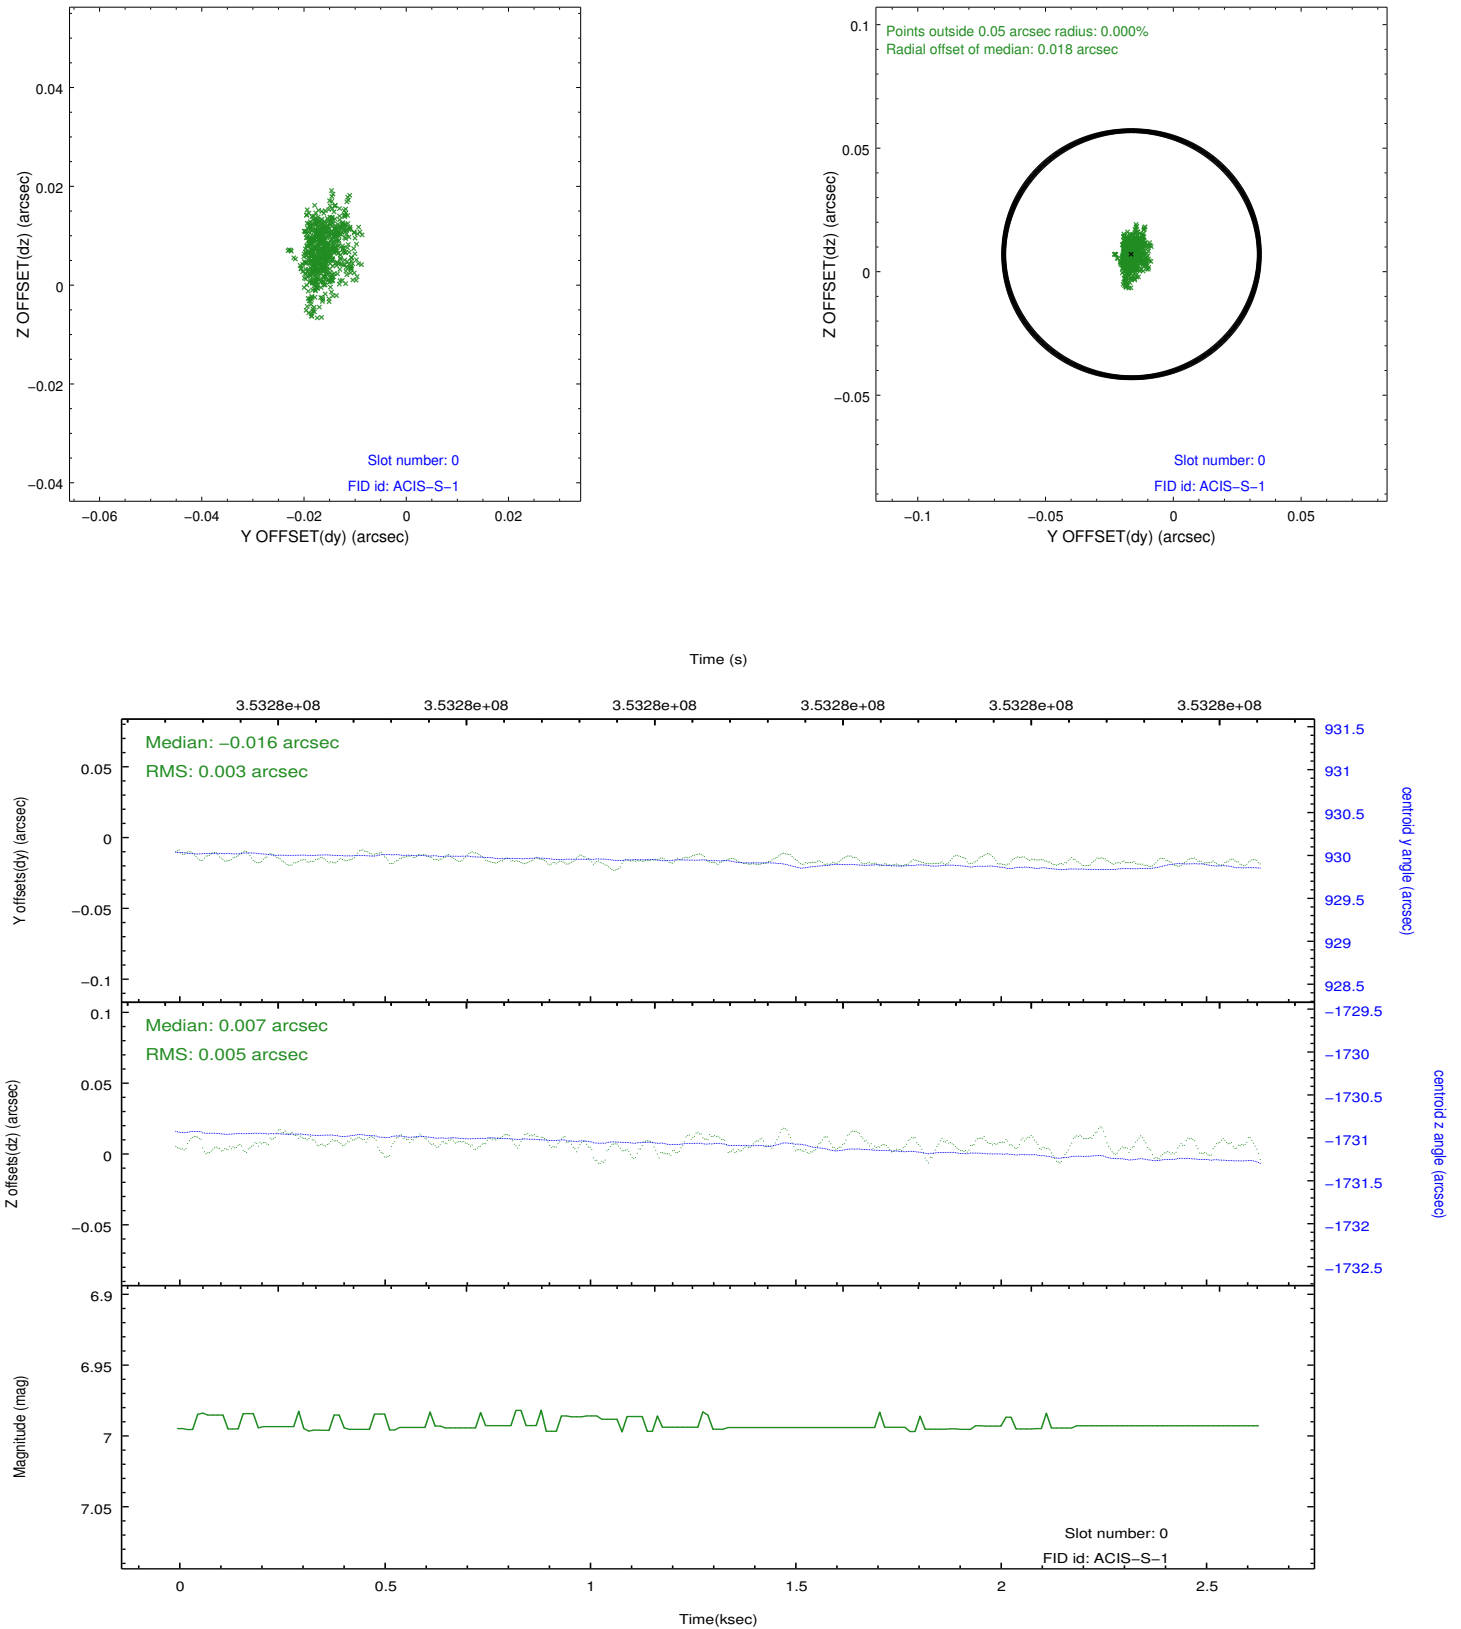 Z OFFSET(dz) (arcsec)
0.04
0.02
0
−0.02
−0.04
Slot number: 0
FID id: ACIS−S−1
−0.06 −0.04 −0.02 0 0.02
Y OFFSET(dy) (arcsec)
Points outside 0.05 arcsec radius: 0.000%
Radial offset of median: 0.018 arcsec
Z OFFSET(dz) (arcsec)
0.1
0.05
0
−0.05
Slot number: 0
FID id: ACIS−S−1
−0.1 −0.05 0 0.05
Y OFFSET(dy) (arcsec)
Time (s)
3.5328e+08 3.5328e+08 3.5328e+08 3.5328e+08 3.5328e+08 3.5328e+08
Median: −0.016 arcsec
RMS: 0.003 arcsec
Y offsets(dy) (arcsec)
0.05
0
−0.05
−0.1
931.5
931
930.5
930
929.5
929
928.5
centroid y angle (arcsec)
Median: 0.007 arcsec
RMS: 0.005 arcsec
Z offsets(dz) (arcsec)
0.1
0.05
0
−0.05
−1729.5
−1730
−1730.5
−1731
−1731.5
−1732
−1732.5
centroid z angle (arcsec)
Magnitude (mag)
6.9
6.95
7
7.05
Slot number: 0
FID id: ACIS−S−1
0 0.5 1 1.5 2 2.5
Time(ksec)